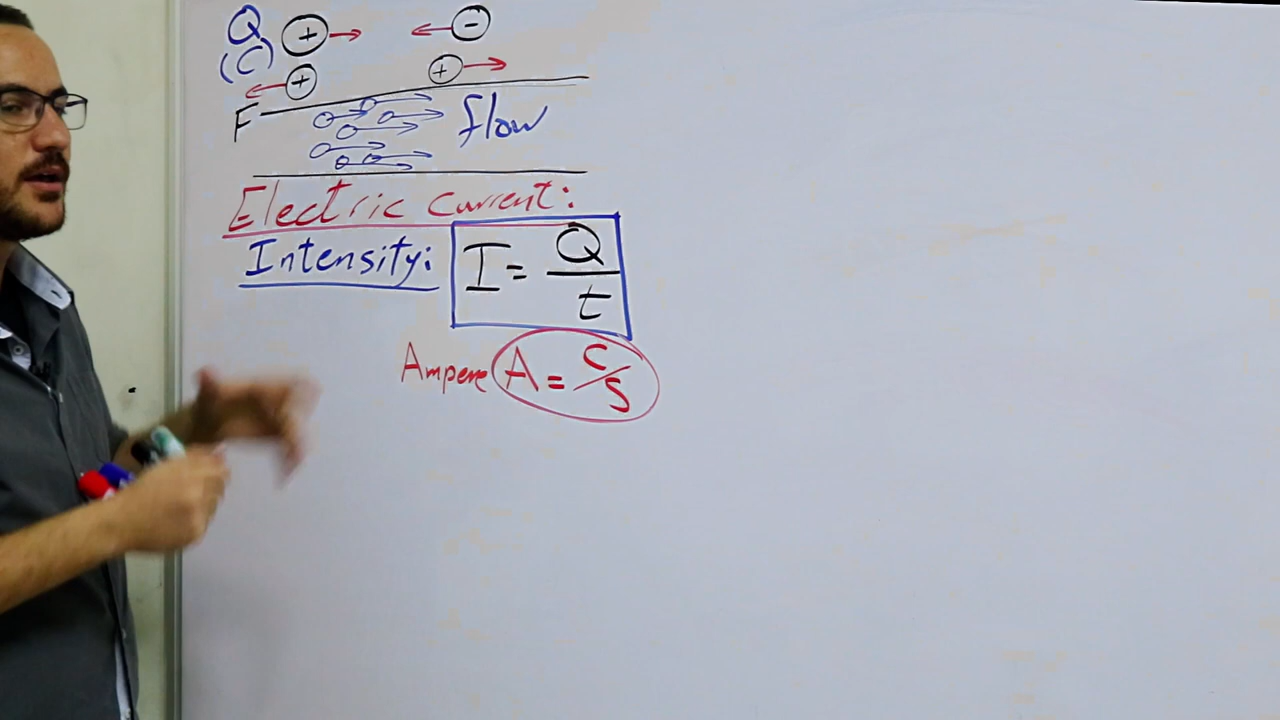 Q + -
(C) + +
F flow
Electric current:
Intensity: I = Q/t
Ampere A = C/S